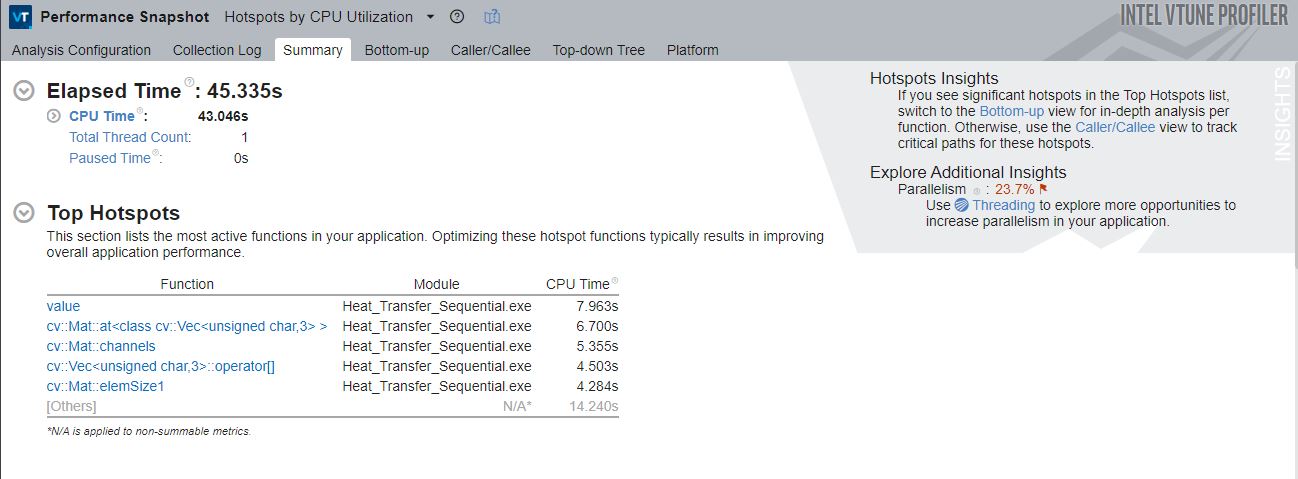 VT Performance Snapshot Hotspots by CPU Utilization ?
INTEL VTUNE PROFILER
Analysis Configuration Collection Log Summary Bottom-up Caller/Callee Top-down Tree Platform
Elapsed Time ?: 45.335s
CPU Time ?: 43.046s
Total Thread Count: 1
Paused Time ?: 0s
Top Hotspots
This section lists the most active functions in your application. Optimizing these hotspot functions typically results in improving
overall application performance.
Function Module CPU Time ?
value Heat_Transfer_Sequential.exe 7.963s
cv::Mat::at<class cv::Vec<unsigned char,3> > Heat_Transfer_Sequential.exe 6.700s
cv::Mat::channels Heat_Transfer_Sequential.exe 5.355s
cv::Vec<unsigned char,3>::operator[] Heat_Transfer_Sequential.exe 4.503s
cv::Mat::elemSize1 Heat_Transfer_Sequential.exe 4.284s
[Others] N/A* 14.240s
*N/A is applied to non-summable metrics.
Hotspots Insights
If you see significant hotspots in the Top Hotspots list,
switch to the Bottom-up view for in-depth analysis per
function. Otherwise, use the Caller/Callee view to track
critical paths for these hotspots.
Explore Additional Insights
Parallelism ? : 23.7%
Use Threading to explore more opportunities to
increase parallelism in your application.
INSIGHTS